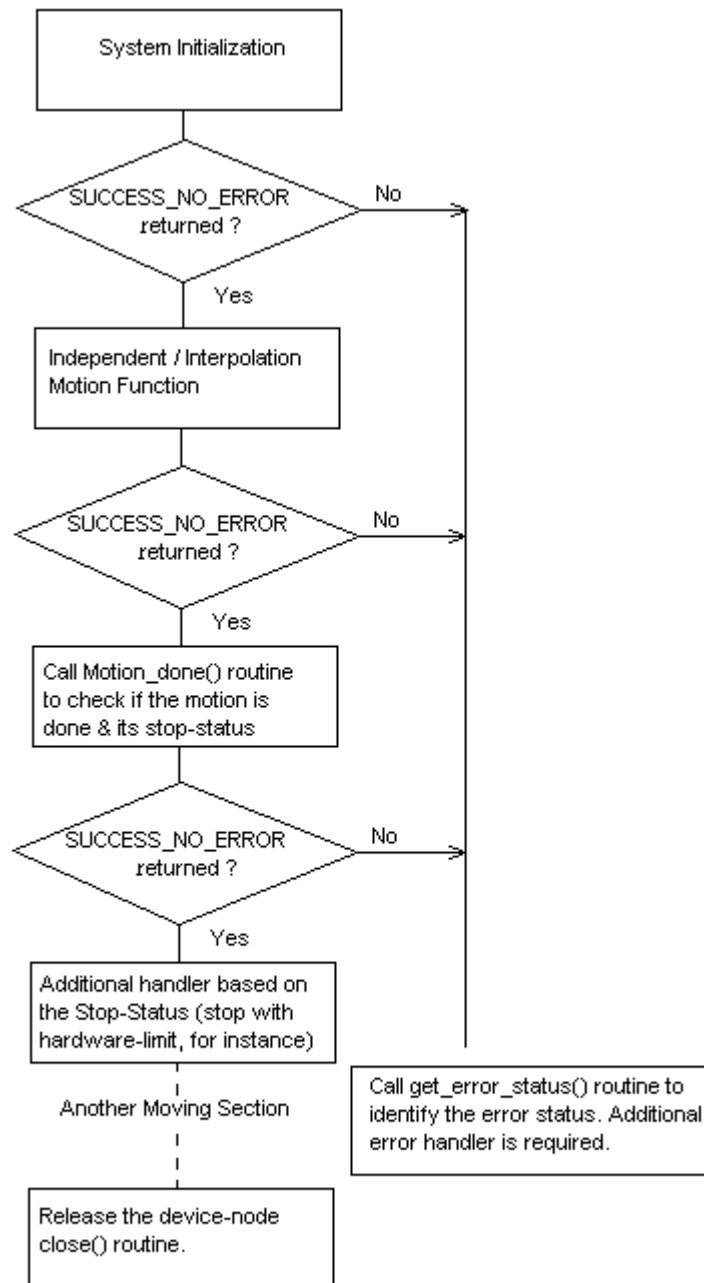 System Initialization
SUCCESS_NO_ERROR
returned ?
No
Yes
Independent / Interpolation
Motion Function
SUCCESS_NO_ERROR
returned ?
No
Yes
Call Motion_done() routine
to check if the motion is
done & its stop-status
SUCCESS_NO_ERROR
returned ?
No
Yes
Additional handler based on
the Stop-Status (stop with
hardware-limit, for instance)
Another Moving Section
Call get_error_status() routine to
identify the error status. Additional
error handler is required.
Release the device-node
close() routine.